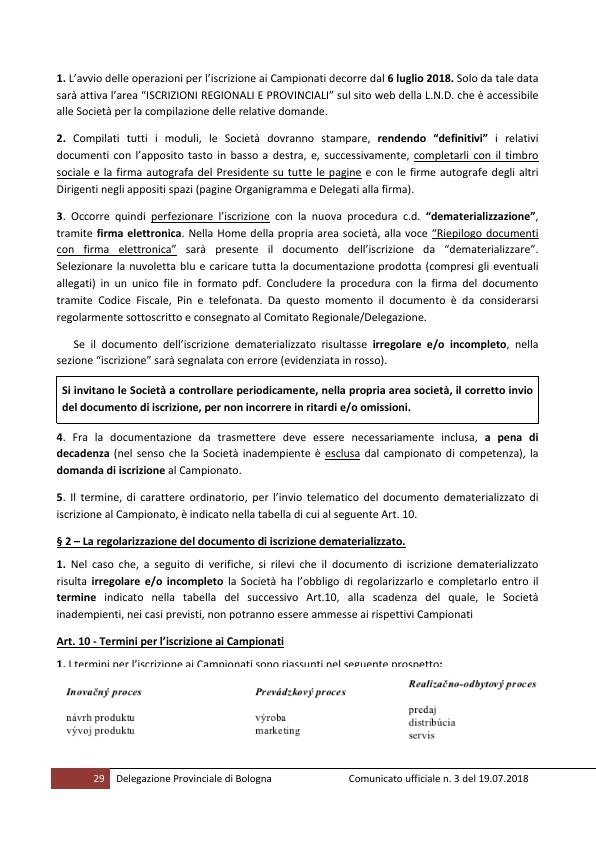 1. L'avvio delle operazioni per l'iscrizione ai Campionati decorre dal 6 luglio 2018. Solo da tale data
sarà attiva l'area "ISCRIZIONI REGIONALI E PROVINCIALI" sul sito web della L.N.D. che è accessibile
alle Società per la compilazione delle relative domande.
2. Compilati tutti i moduli, le Società dovranno stampare, rendendo "definitivi" i relativi
documenti con l'apposito tasto in basso a destra, e, successivamente, completarli con il timbro
sociale e la firma autografa del Presidente su tutte le pagine e con le firme autografe degli altri
Dirigenti negli appositi spazi (pagine Organigramma e Delegati alla firma).
3. Occorre quindi perfezionare l'iscrizione con la nuova procedura c.d. "dematerializzazione",
tramite firma elettronica. Nella Home della propria area società, alla voce "Riepilogo documenti
con firma elettronica" sarà presente il documento dell'iscrizione da "dematerializzare".
Selezionare la nuvoletta blu e caricare tutta la documentazione prodotta (compresi gli eventuali
allegati) in un unico file in formato pdf. Concludere la procedura con la firma del documento
tramite Codice Fiscale, Pin e telefonata. Da questo momento il documento è da considerarsi
regolarmente sottoscritto e consegnato al Comitato Regionale/Delegazione.
Se il documento dell'iscrizione dematerializzato risultasse irregolare e/o incompleto, nella
sezione "iscrizione" sarà segnalata con errore (evidenziata in rosso).
Si invitano le Società a controllare periodicamente, nella propria area società, il corretto invio
del documento di iscrizione, per non incorrere in ritardi e/o omissioni.
4. Fra la documentazione da trasmettere deve essere necessariamente inclusa, a pena di
decadenza (nel senso che la Società inadempiente è esclusa dal campionato di competenza), la
domanda di iscrizione al Campionato.
5. Il termine, di carattere ordinatorio, per l'invio telematico del documento dematerializzato di
iscrizione al Campionato, è indicato nella tabella di cui al seguente Art. 10.
§ 2 – La regolarizzazione del documento di iscrizione dematerializzato.
1. Nel caso che, a seguito di verifiche, si rilevi che il documento di iscrizione dematerializzato
risulta irregolare e/o incompleto la Società ha l'obbligo di regolarizzarlo e completarlo entro il
termine indicato nella tabella del successivo Art.10, alla scadenza del quale, le Società
inadempienti, nei casi previsti, non potranno essere ammesse ai rispettivi Campionati
Art. 10 - Termini per l'iscrizione ai Campionati
1. I termini per l'iscrizione ai Campionati sono riassunti nel seguente prospetto:
Inovačný proces
návrh produktu
vývoj produktu
Prevádzkový proces
výroba
marketing
Realizačno-odbytový proces
predaj
distribúcia
servis
29 Delegazione Provinciale di Bologna Comunicato ufficiale n. 3 del 19.07.2018